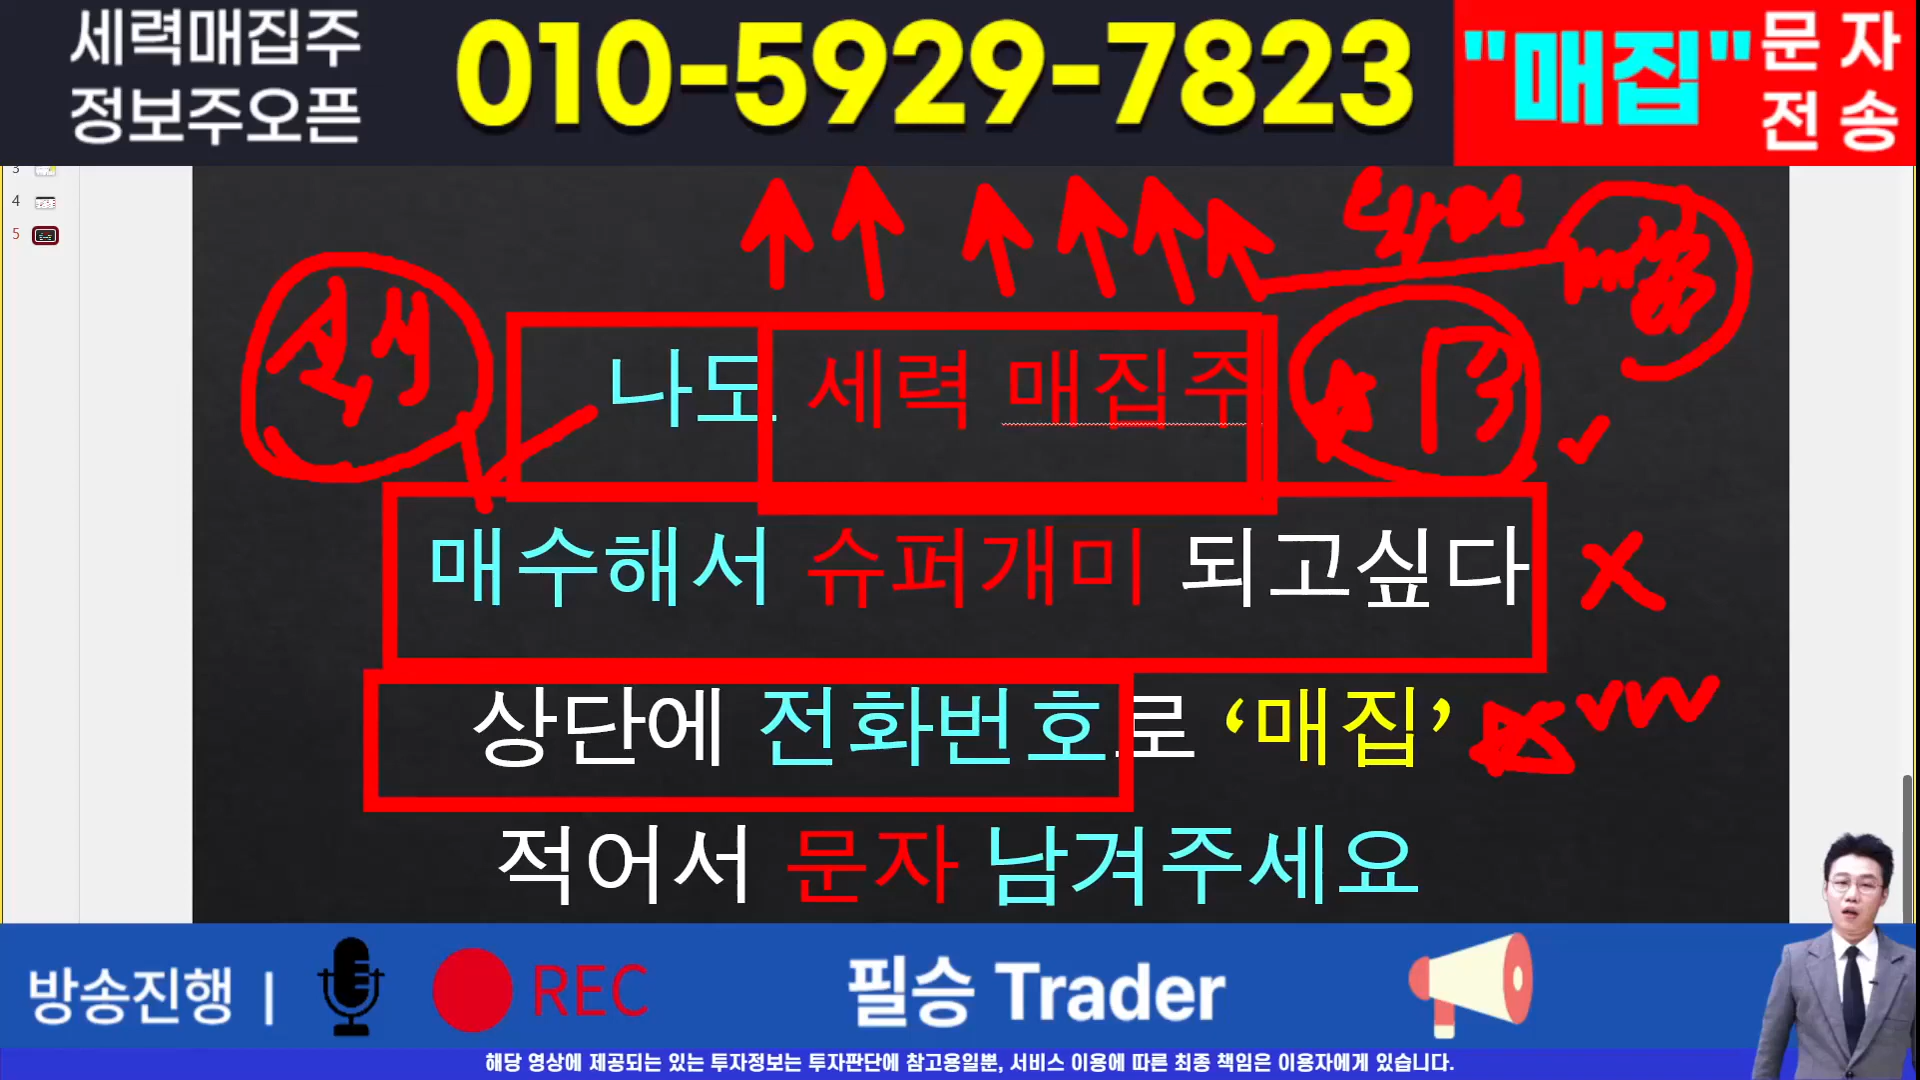 세력매집주
정보주오픈
010-5929-7823
"매집"
문자
전송
3
4
5
나도 세력 매집주
매수해서 슈퍼개미 되고싶다
상단에 전화번호로 ‘매집’
적어서 문자 남겨주세요
방송진행 |
REC
필승 Trader
해당 영상에 제공되는 있는 투자정보는 투자판단에 참고용일뿐, 서비스 이용에 따른 최종 책임은 이용자에게 있습니다.